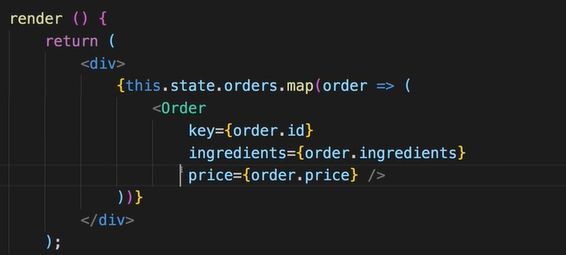 render () {
    return (
        <div>
            {this.state.orders.map(order => (
                <Order
                    key={order.id}
                    ingredients={order.ingredients}
                    price={order.price} />
            ))}
        </div>
    );